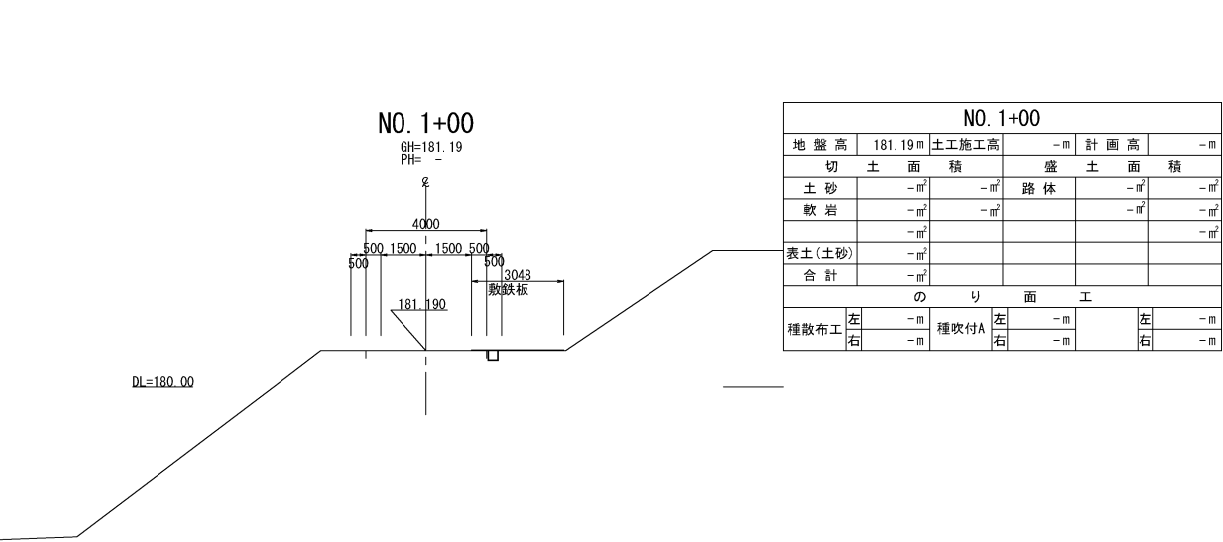 NO. 1+00
GH=181.19
PH= -
℄
4000
500 1500 1500 500
500 500
3048
敷鉄板
181.190
DL=180.00
NO. 1+00
地盤高 181.19m 土工施工高 -m 計画高 -m
切土面積 盛土面積
土砂 -㎡ -㎡ 路体 -㎡ -㎡
軟岩 -㎡ -㎡ -㎡ -㎡
-㎡ -㎡
表土(土砂) -㎡
合計 -㎡
のり面工
種散布工 左 -m 種吹付A 左 -m 左 -m
右 -m 右 -m 右 -m